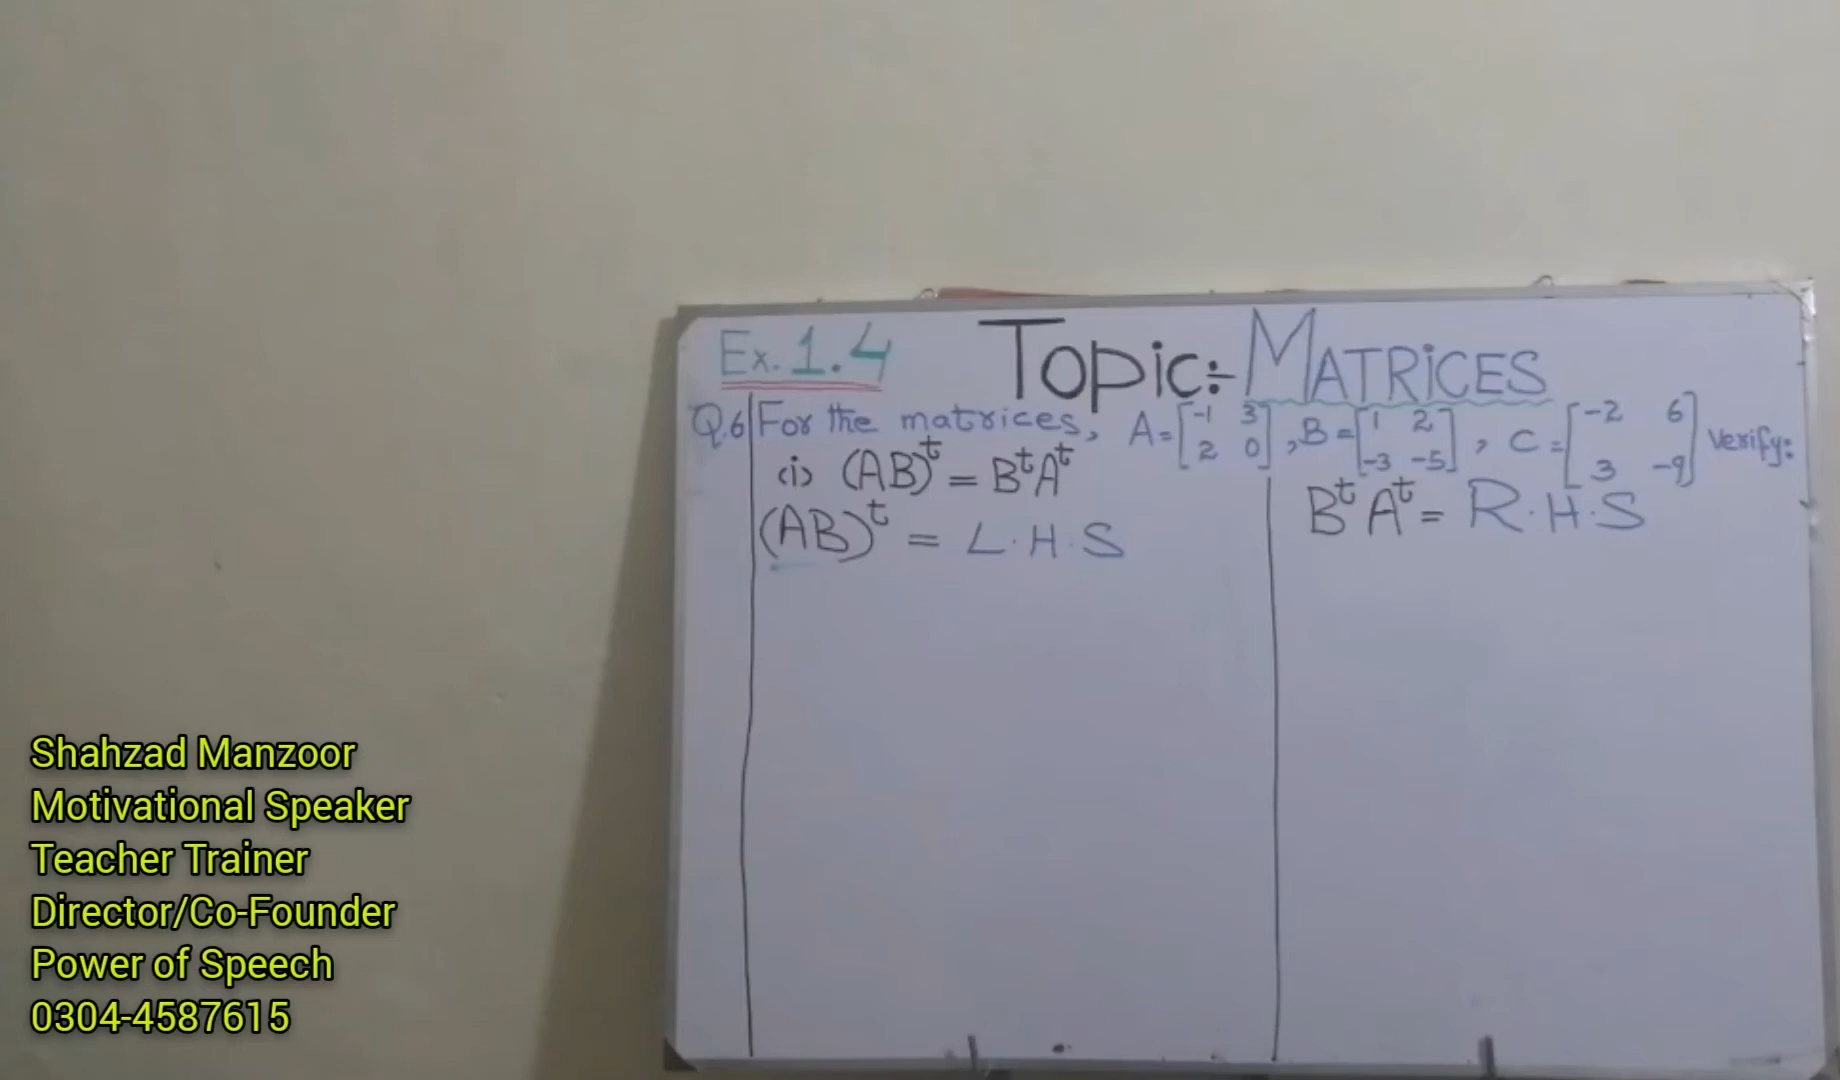 Ex. 1.4 Topic:- MATRICES
Q.6 For the matrices, A = [-1 3 2 0], B = [1 2 -3 -5], C = [-2 6 3 -9] Verify:
(i) (AB)ᵗ = BᵗAᵗ
(AB)ᵗ = L.H.S
BᵗAᵗ = R.H.S
Shahzad Manzoor
Motivational Speaker
Teacher Trainer
Director/Co-Founder
Power of Speech
0304-4587615